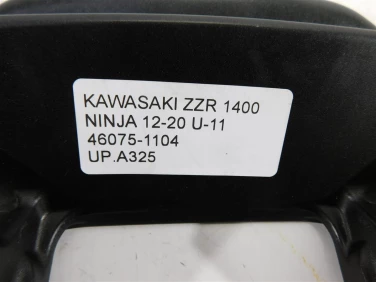 KAWASAKI ZZR 1400
NINJA 12-20 U-11
46075-1104
UP.A325